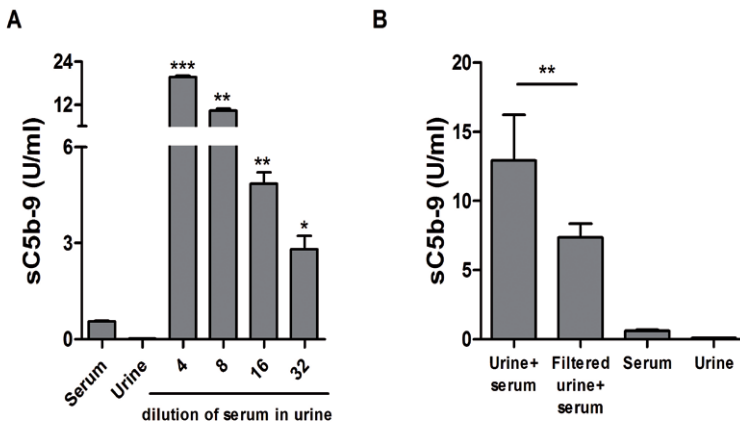 A
sC5b-9 (U/ml)
24
12
6
3
0
***
**
**
*
Serum
Urine
4
8
16
32
dilution of serum in urine
B
sC5b-9 (U/ml)
20
15
10
5
0
**
Urine+
serum
Filtered
urine+
serum
Serum
Urine